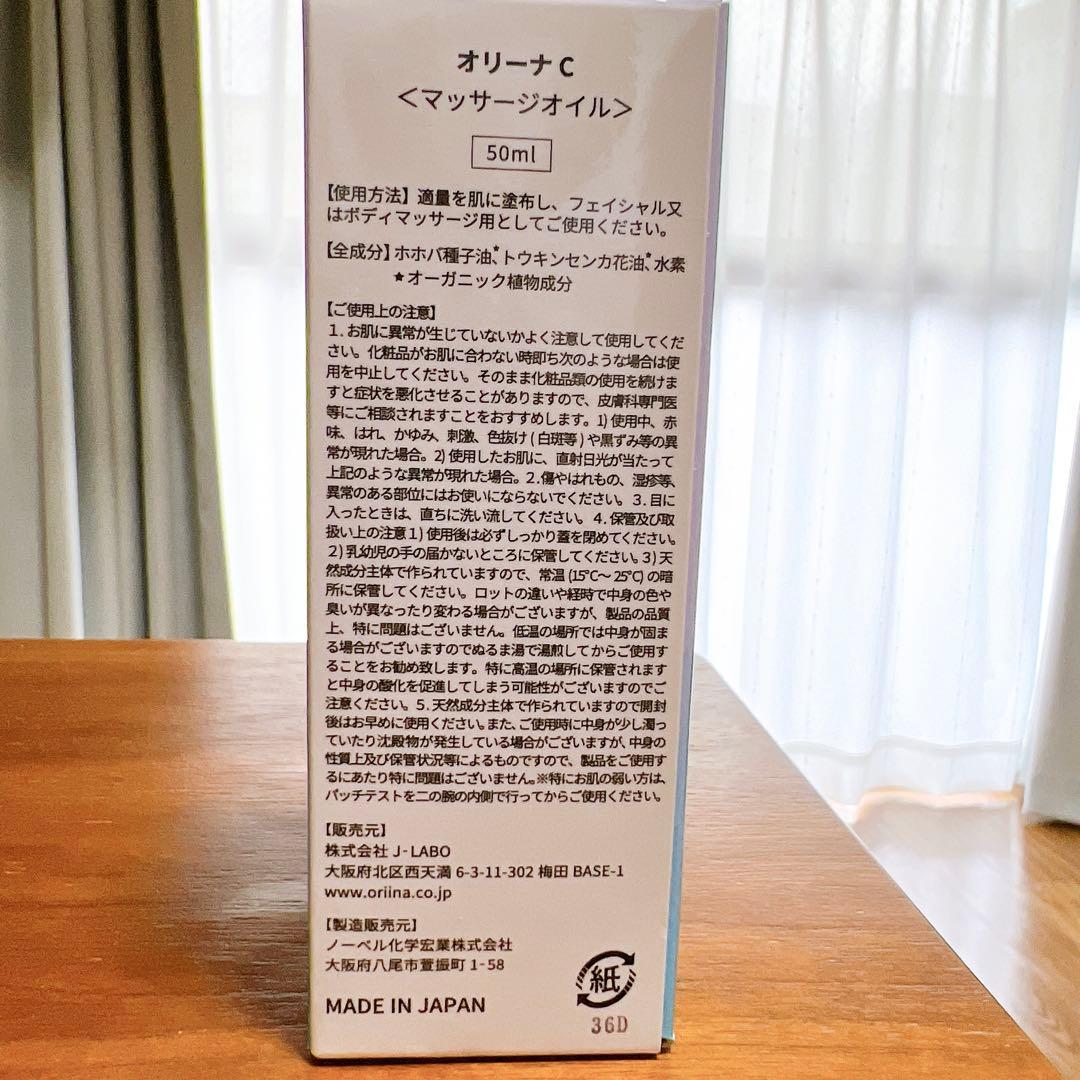 オリーナ C
＜マッサージオイル＞
50ml
【使用方法】適量を肌に塗布し、フェイシャル又
はボディマッサージ用としてご使用ください。
【全成分】ホホバ種子油★、トウキンセンカ花油★、水素
★オーガニック植物成分
【ご使用上の注意】
1. お肌に異常が生じていないかよく注意して使用してくだ
さい。化粧品がお肌に合わない時即ち次のような場合は使
用を中止してください。そのまま化粧品類の使用を続けま
すと症状を悪化させることがありますので、皮膚科専門医
等にご相談されますことをおすすめします。1) 使用中、赤
味、はれ、かゆみ、刺激、色抜け ( 白斑等 ) や黒ずみ等の異
常が現れた場合。2) 使用したお肌に、直射日光が当たって
上記のような異常が現れた場合。2. 傷やはれもの、湿疹等、
異常のある部位にはお使いにならないでください。3. 目に
入ったときは、直ちに洗い流してください。4. 保管及び取
扱い上の注意 1) 使用後は必ずしっかり蓋を閉めてください。
2) 乳幼児の手の届かないところに保管してください。3) 天
然成分主体で作られていますので、常温 (15℃〜 25℃) の暗
所に保管してください。ロットの違いや経時で中身の色や
臭いが異なったり変わる場合がございますが、製品の品質
上、特に問題はございません。低温の場所では中身が固ま
る場合がございますのでぬるま湯で湯煎してからご使用す
ることをお勧め致します。特に高温の場所に保管されます
と中身の酸化を促進してしまう可能性がございますのでご
注意ください。5. 天然成分主体で作られていますので開封
後はお早めに使用ください。また、ご使用時に中身が少し濁っ
ていたり沈殿物が発生している場合がございますが、中身の
性質上及び保管状況等によるものですので、製品をご使用す
るにあたり特に問題はございません。※特にお肌の弱い方は、
パッチテストを二の腕の内側で行ってからご使用ください。
【販売元】
株式会社 J-LABO
大阪府北区西天満 6-3-11-302 梅田 BASE-1
www.oriina.co.jp
【製造販売元】
ノーベル化学宏業株式会社
大阪府八尾市萱振町 1-58
MADE IN JAPAN
紙
36D